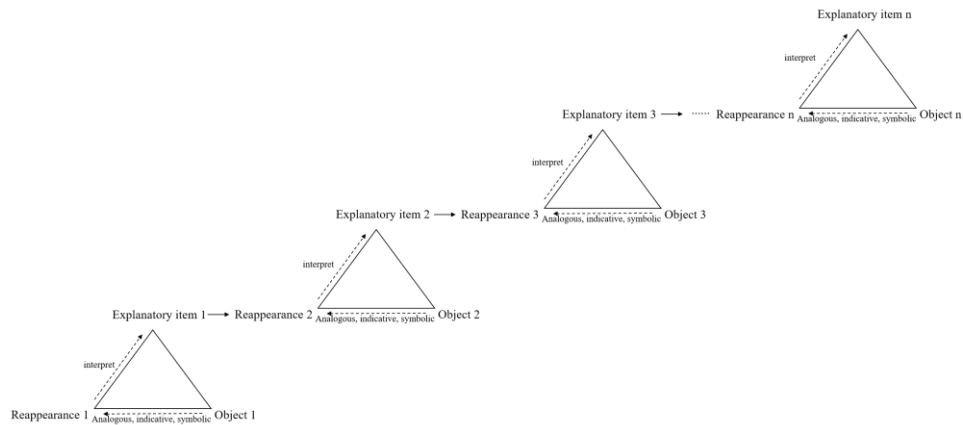 Explanatory item n
interpret
Explanatory item 3 ...... Reappearance n Analogous, indicative, symbolic Object n
interpret
Explanatory item 2 Reappearance 3 Analogous, indicative, symbolic Object 3
interpret
Explanatory item 1 Reappearance 2 Analogous, indicative, symbolic Object 2
interpret
Reappearance 1 Analogous, indicative, symbolic Object 1